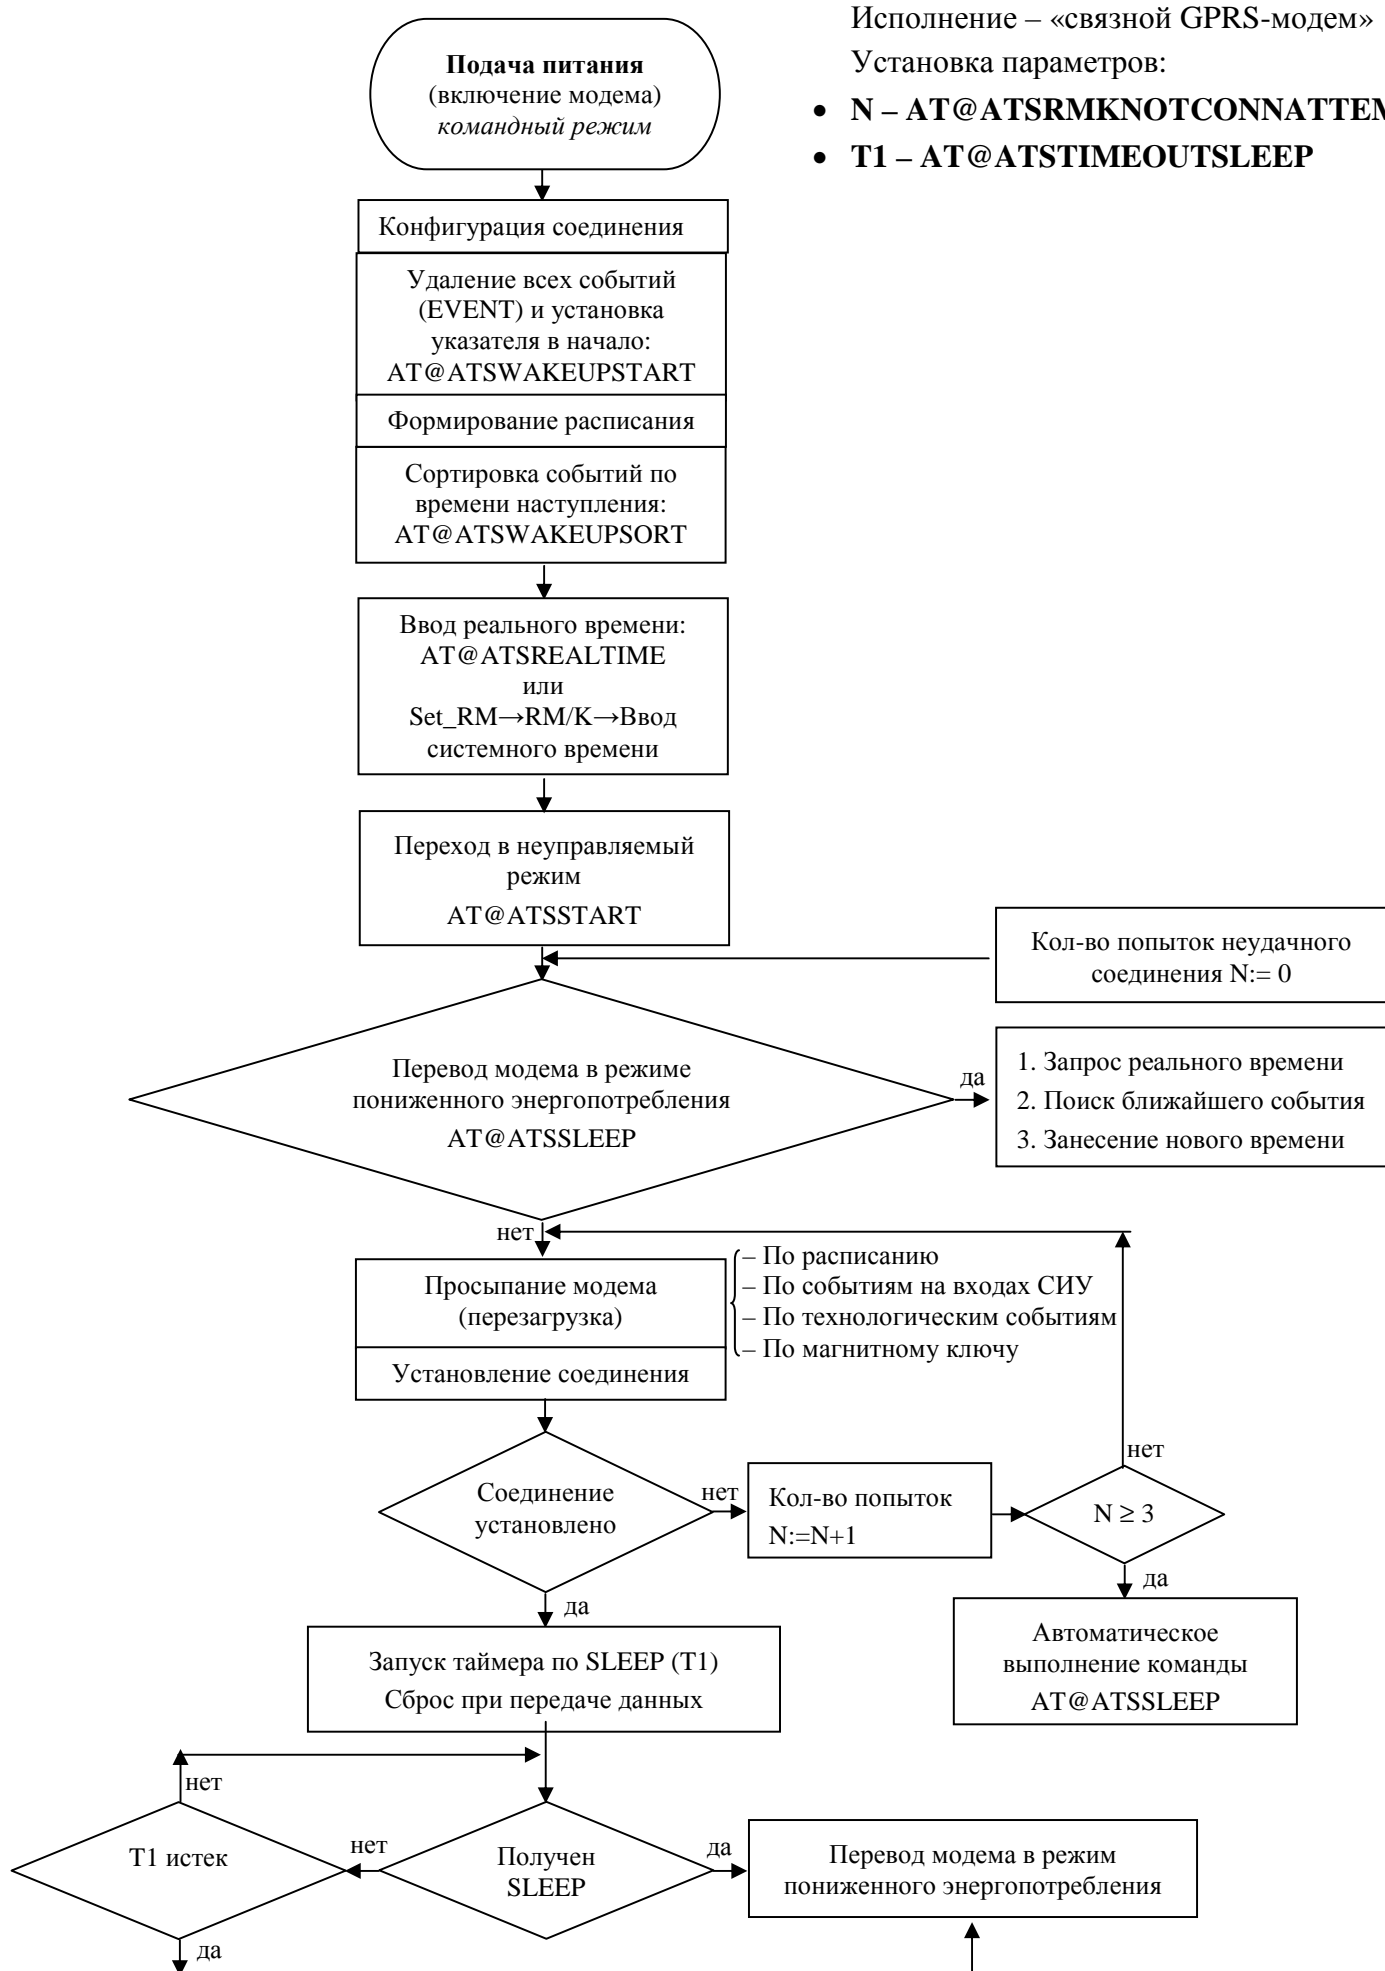 Исполнение – «связной GPRS-модем»
Установка параметров:
• N – AT@ATSRMKNOTCONNATTEM
• T1 – AT@ATSTIMEOUTSLEEP
Подача питания
(включение модема)
командный режим
Конфигурация соединения
Удаление всех событий
(EVENT) и установка
указателя в начало:
AT@ATSWAKEUPSTART
Формирование расписания
Сортировка событий по
времени наступления:
AT@ATSWAKEUPSORT
Ввод реального времени:
AT@ATSREALTIME
или
Set_RM→RM/K→Ввод
системного времени
Переход в неуправляемый
режим
AT@ATSSTART
Кол-во попыток неудачного
соединения N:= 0
Перевод модема в режиме
пониженного энергопотребления
AT@ATSSLEEP
да
1. Запрос реального времени
2. Поиск ближайшего события
3. Занесение нового времени
нет
Просыпание модема
(перезагрузка)
– По расписанию
– По событиям на входах СИУ
– По технологическим событиям
– По магнитному ключу
Установление соединения
Соединение
установлено
нет
Кол-во попыток
N:=N+1
N ≥ 3
нет
да
Автоматическое
выполнение команды
AT@ATSSLEEP
да
Запуск таймера по SLEEP (T1)
Сброс при передаче данных
нет
T1 истек
нет
Получен
SLEEP
да
Перевод модема в режим
пониженного энергопотребления
да